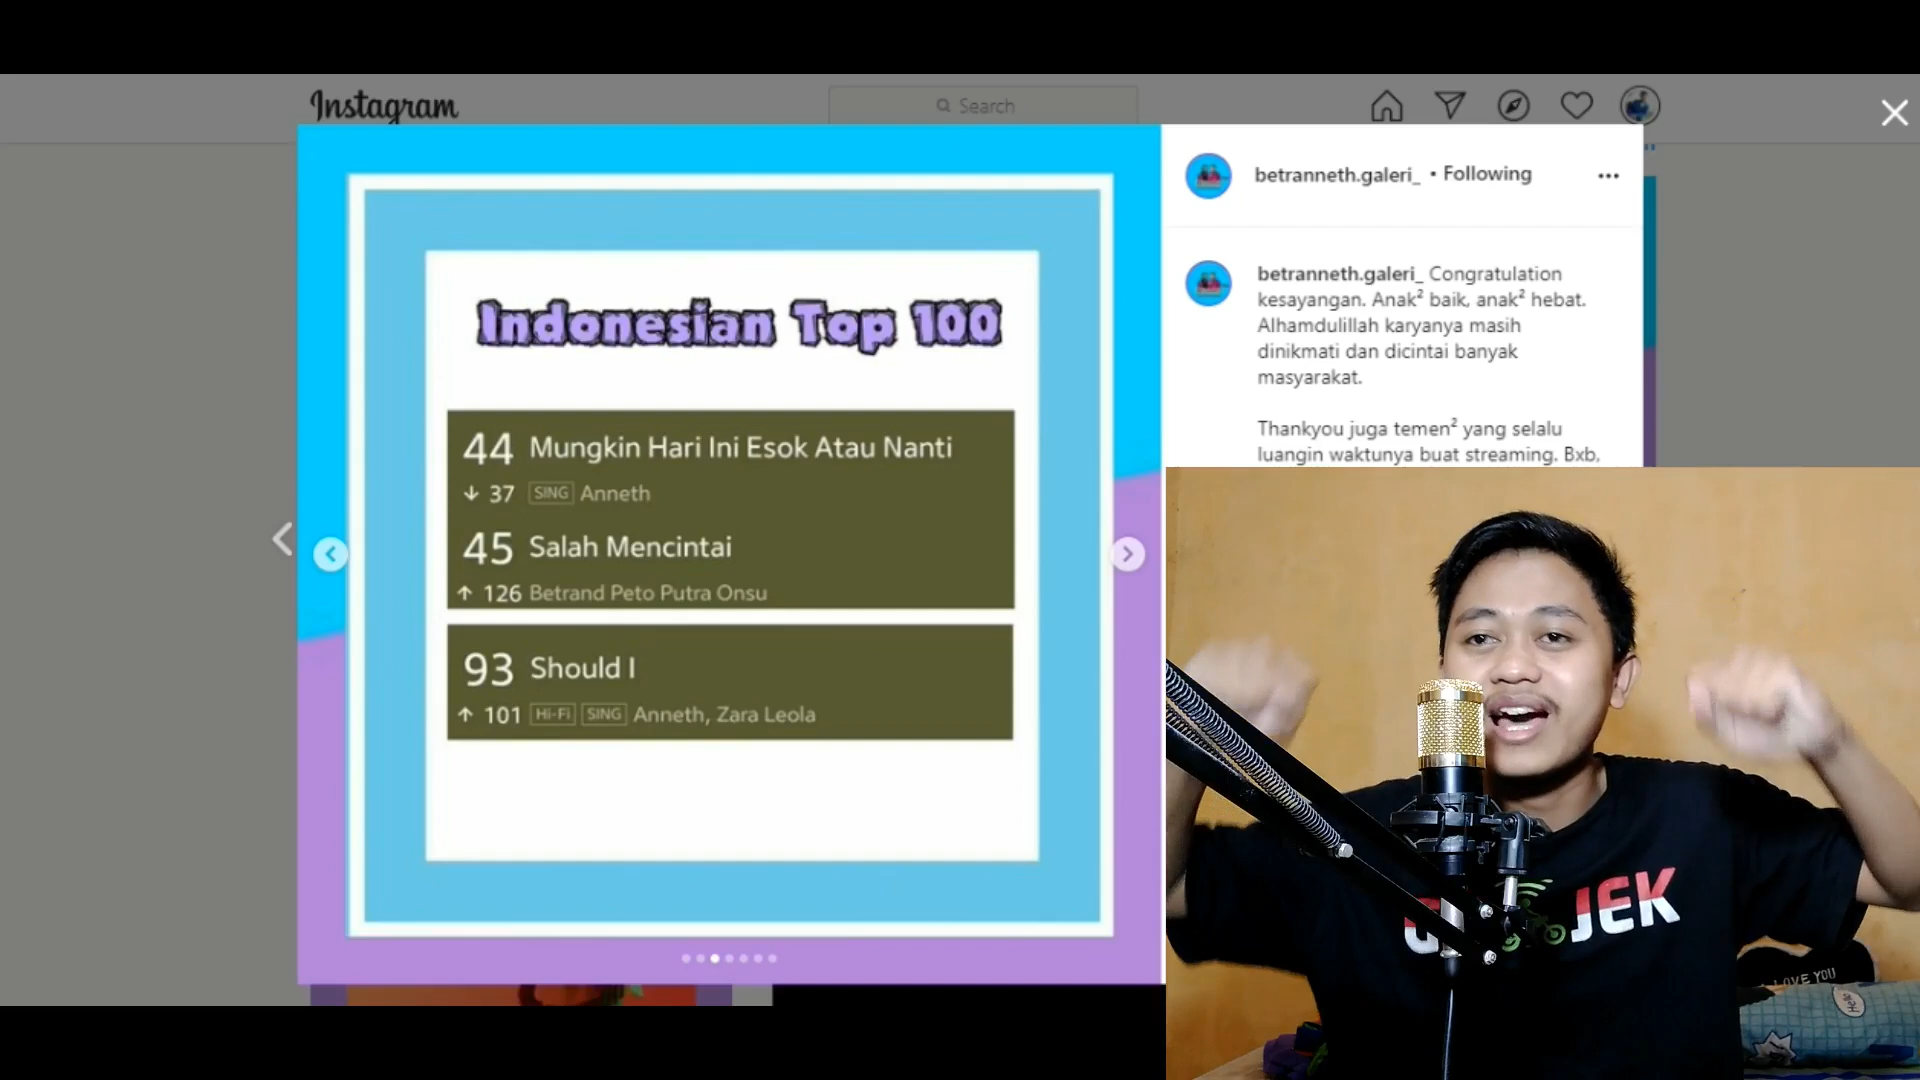 Instagram
Search
betranneth.galeri_ • Following
Indonesian Top 100
44 Mungkin Hari Ini Esok Atau Nanti
↓ 37 SING Anneth
45 Salah Mencintai
↑ 126 Betrand Peto Putra Onsu
93 Should I
↑ 101 Hi-Fi SING Anneth, Zara Leola
betranneth.galeri_ Congratulation
kesayangan. Anak² baik, anak² hebat.
Alhamdulillah karyanya masih
dinikmati dan dicintai banyak
masyarakat.
Thankyou juga temen² yang selalu
luangin waktunya buat streaming. Bxb,
JEK
LOVE YOU
Hello